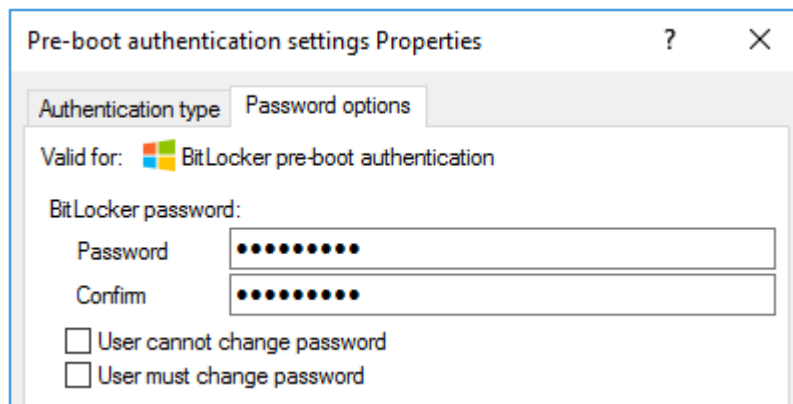 Pre-boot authentication settings Properties ? ×
Authentication type Password options
Valid for: BitLocker pre-boot authentication
BitLocker password:
Password •••••••••
Confirm •••••••••
User cannot change password
User must change password